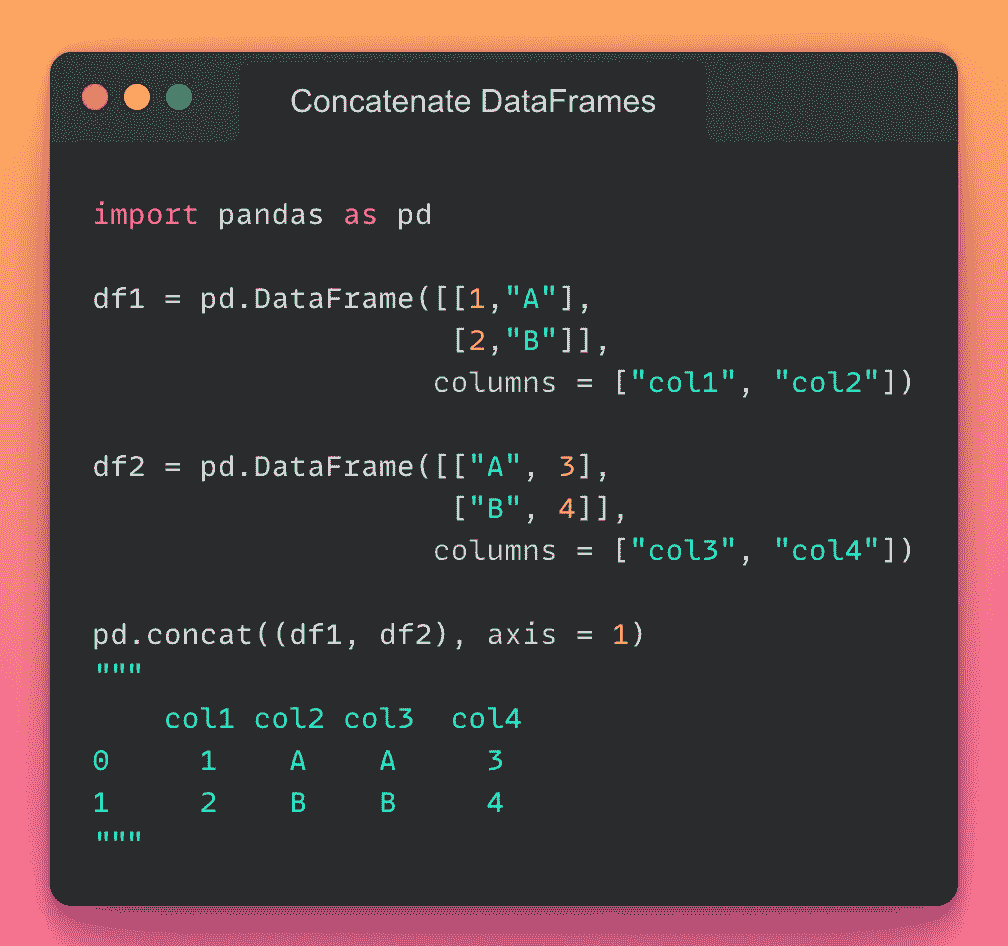 Concatenate DataFrames
import pandas as pd
df1 = pd.DataFrame([[1,"A"],
                    [2,"B"]],
                   columns = ["col1", "col2"])
df2 = pd.DataFrame([["A", 3],
                    ["B", 4]],
                   columns = ["col3", "col4"])
pd.concat((df1, df2), axis = 1)
"""
    col1 col2 col3  col4
0     1    A    A     3
1     2    B    B     4
"""